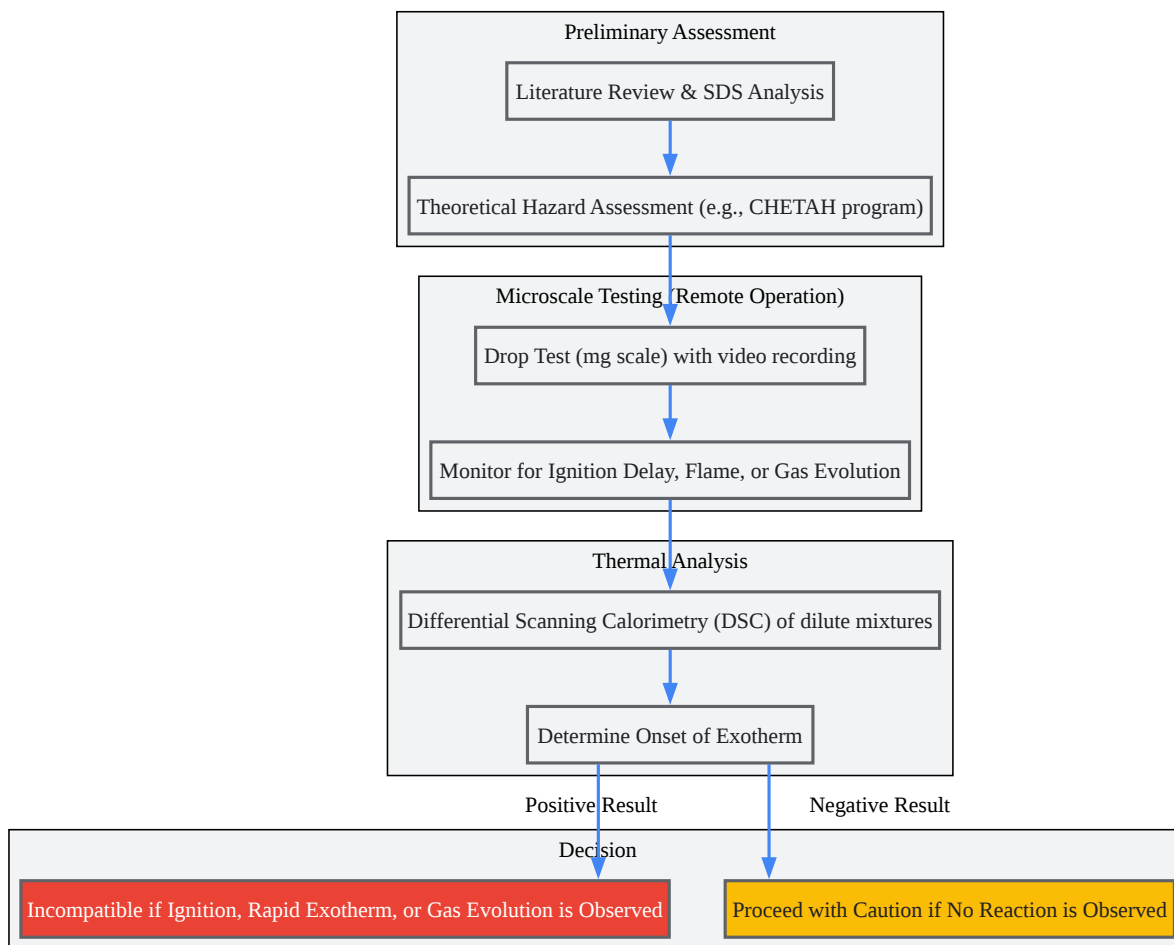 Preliminary Assessment
Literature Review & SDS Analysis
Theoretical Hazard Assessment (e.g., CHETAH program)
Microscale Testing (Remote Operation)
Drop Test (mg scale) with video recording
Monitor for Ignition Delay, Flame, or Gas Evolution
Thermal Analysis
Differential Scanning Calorimetry (DSC) of dilute mixtures
Determine Onset of Exotherm
Positive Result
Negative Result
Decision
Incompatible if Ignition, Rapid Exotherm, or Gas Evolution is Observed
Proceed with Caution if No Reaction is Observed